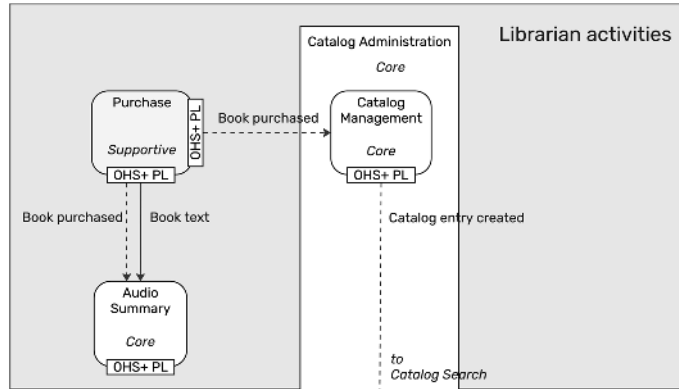 Librarian activities
Catalog Administration
Core
Purchase
Supportive
OHS+ PL
OHS+ PL
Book purchased
Catalog
Management
Core
OHS+ PL
Book purchased
Book text
Catalog entry created
Audio
Summary
Core
OHS+ PL
to
Catalog Search